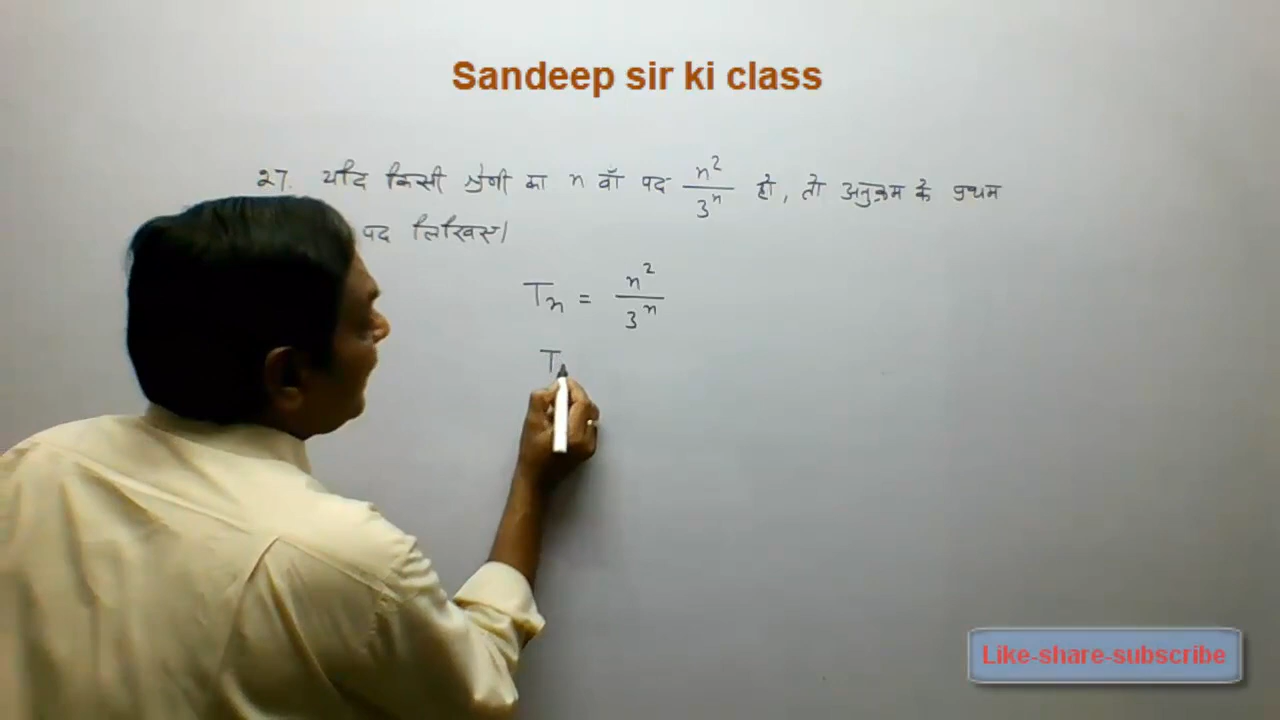 Sandeep sir ki class
27. यदि किसी श्रेणी का n वाँ पद n²/3ⁿ हो, तो अनुक्रम के प्रथम
पद लिखिए।
Tₙ = n²/3ⁿ
T
Like-share-subscribe